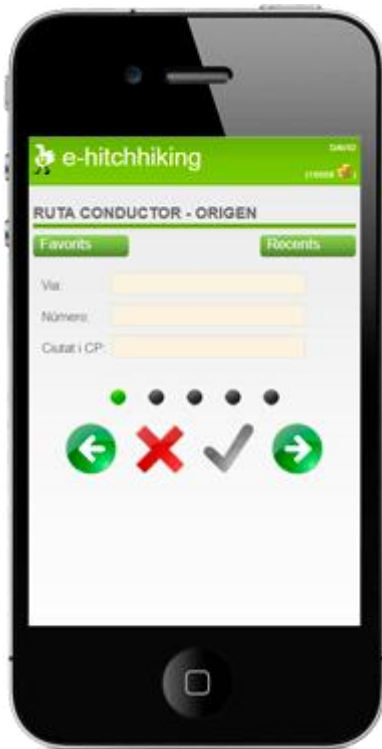 DAVID
e-hitchhiking
RUTA CONDUCTOR - ORIGEN
Favorits Recents
Via:
Número:
Ciutat i CP: